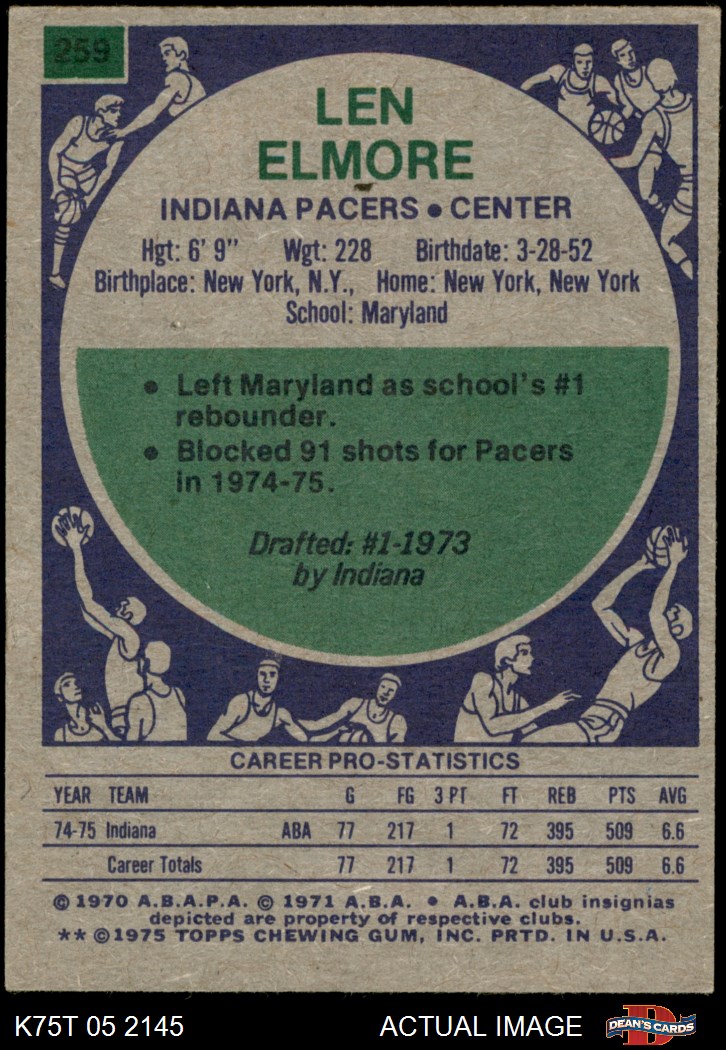 259
LEN
ELMORE
INDIANA PACERS • CENTER
Hgt: 6' 9" Wgt: 228 Birthdate: 3-28-52
Birthplace: New York, N.Y., Home: New York, New York
School: Maryland
• Left Maryland as school's #1
rebounder.
• Blocked 91 shots for Pacers
in 1974-75.
Drafted: #1-1973
by Indiana
CAREER PRO-STATISTICS
YEAR TEAM G FG 3 PT FT REB PTS AVG
74-75 Indiana ABA 77 217 1 72 395 509 6.6
Career Totals 77 217 1 72 395 509 6.6
© 1970 A.B.A.P.A. © 1971 A.B.A. • A.B.A. club insignias
depicted are property of respective clubs.
** © 1975 TOPPS CHEWING GUM, INC. PRTD. IN U.S.A.
K75T 05 2145 ACTUAL IMAGE D DEAN'S CARDS